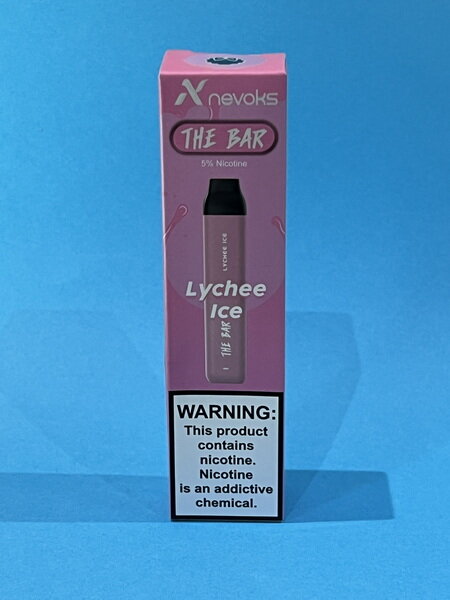 nevoks
THE BAR
5% Nicotine
LYCHEE ICE
Lychee
Ice
THE BAR
WARNING:
This product
contains
nicotine.
Nicotine
is an addictive
chemical.